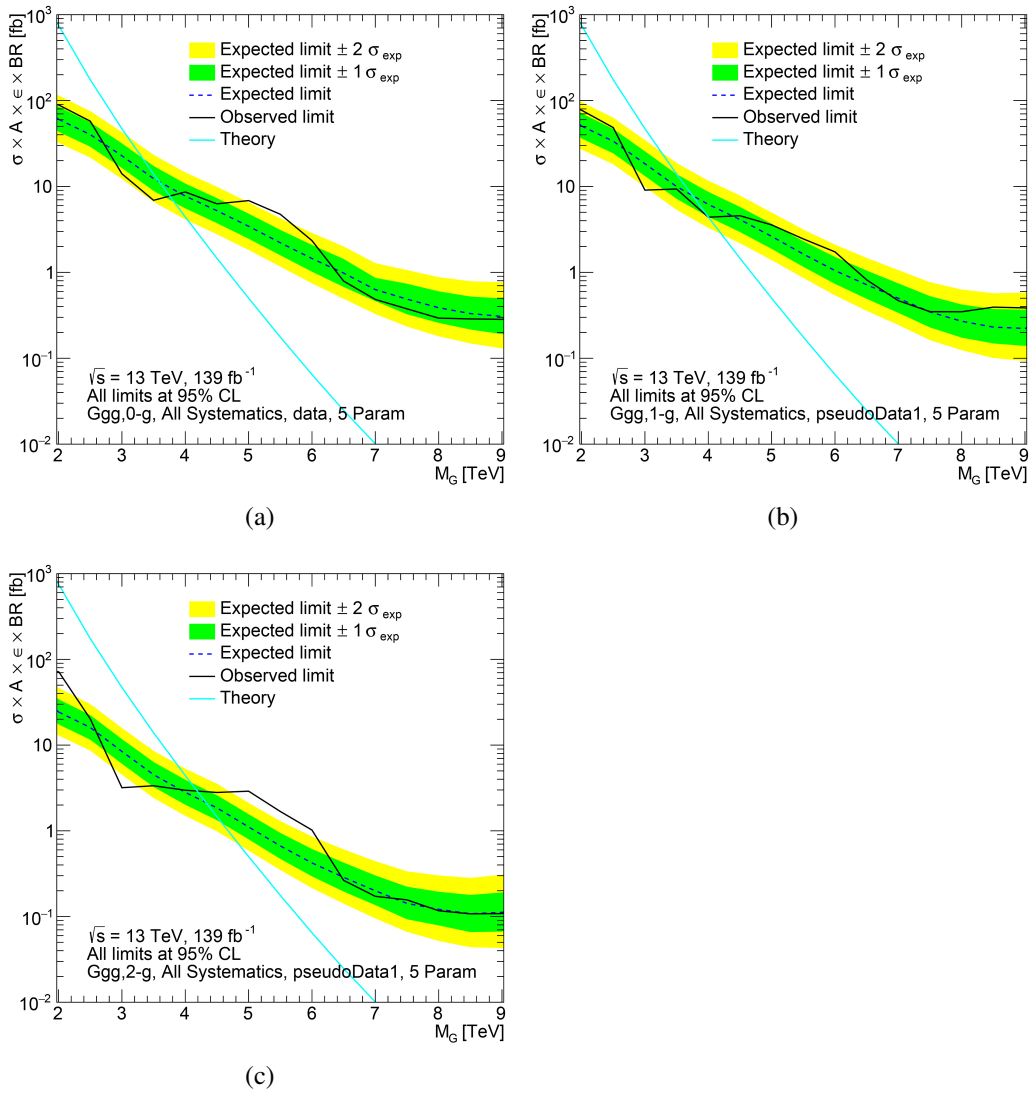 σ × A × ϵ × BR [fb]
10³
10²
10
1
10⁻¹
10⁻²
Expected limit ± 2 σ exp
Expected limit ± 1 σ exp
Expected limit
Observed limit
Theory
√s = 13 TeV, 139 fb⁻¹
All limits at 95% CL
Ggg,0-g, All Systematics, data, 5 Param
2 3 4 5 6 7 8 9
M_G [TeV]
(a)
σ × A × ϵ × BR [fb]
10³
10²
10
1
10⁻¹
10⁻²
Expected limit ± 2 σ exp
Expected limit ± 1 σ exp
Expected limit
Observed limit
Theory
√s = 13 TeV, 139 fb⁻¹
All limits at 95% CL
Ggg,1-g, All Systematics, pseudoData1, 5 Param
2 3 4 5 6 7 8 9
M_G [TeV]
(b)
σ × A × ϵ × BR [fb]
10³
10²
10
1
10⁻¹
10⁻²
Expected limit ± 2 σ exp
Expected limit ± 1 σ exp
Expected limit
Observed limit
Theory
√s = 13 TeV, 139 fb⁻¹
All limits at 95% CL
Ggg,2-g, All Systematics, pseudoData1, 5 Param
2 3 4 5 6 7 8 9
M_G [TeV]
(c)